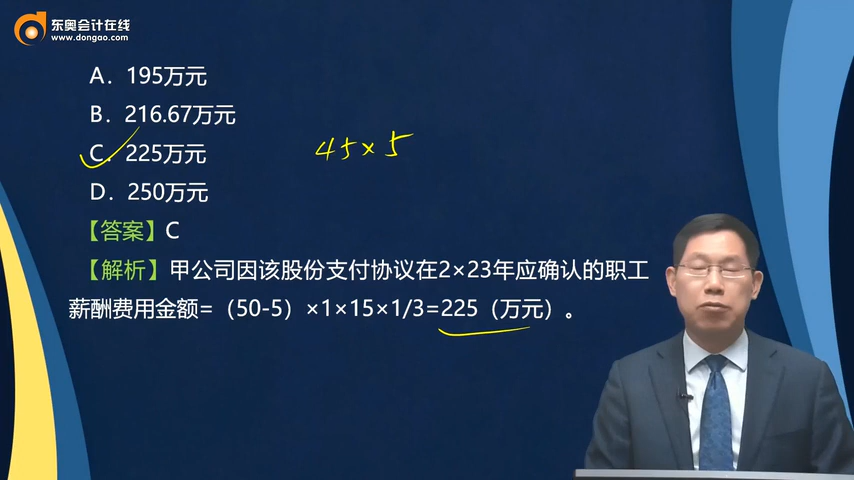 东奥会计在线
www.dongao.com
A. 195万元
B. 216.67万元
C. 225万元
45×5
D. 250万元
【答案】C
【解析】甲公司因该股份支付协议在2×23年应确认的职工
薪酬费用金额=（50-5）×1×15×1/3=225（万元）。